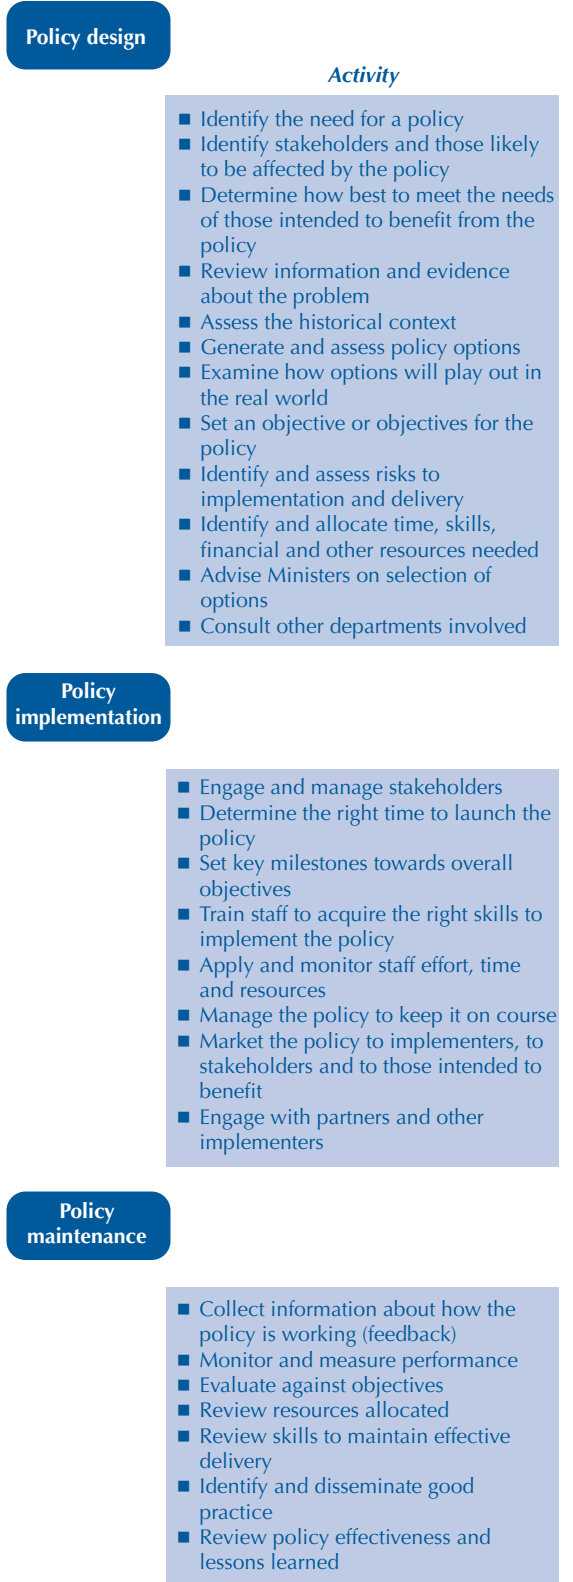 Policy design
Activity
■ Identify the need for a policy
■ Identify stakeholders and those likely
to be affected by the policy
■ Determine how best to meet the needs
of those intended to benefit from the
policy
■ Review information and evidence
about the problem
■ Assess the historical context
■ Generate and assess policy options
■ Examine how options will play out in
the real world
■ Set an objective or objectives for the
policy
■ Identify and assess risks to
implementation and delivery
■ Identify and allocate time, skills,
financial and other resources needed
■ Advise Ministers on selection of
options
■ Consult other departments involved
Policy
implementation
■ Engage and manage stakeholders
■ Determine the right time to launch the
policy
■ Set key milestones towards overall
objectives
■ Train staff to acquire the right skills to
implement the policy
■ Apply and monitor staff effort, time
and resources
■ Manage the policy to keep it on course
■ Market the policy to implementers, to
stakeholders and to those intended to
benefit
■ Engage with partners and other
implementers
Policy
maintenance
■ Collect information about how the
policy is working (feedback)
■ Monitor and measure performance
■ Evaluate against objectives
■ Review resources allocated
■ Review skills to maintain effective
delivery
■ Identify and disseminate good
practice
■ Review policy effectiveness and
lessons learned